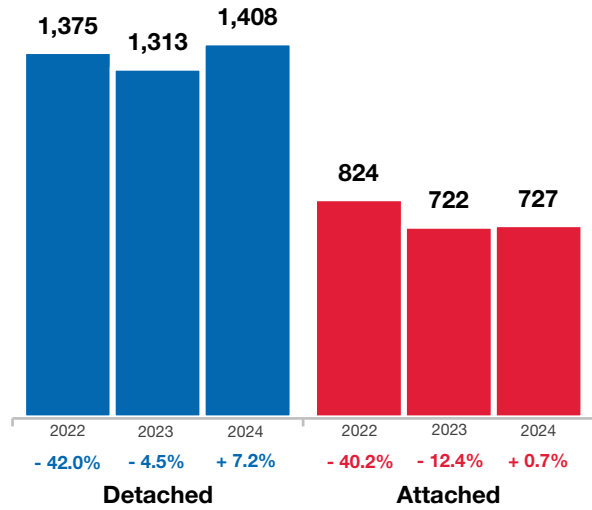 1,375
1,313
1,408
824
722
727
2022 2023 2024 2022 2023 2024
- 42.0% - 4.5% + 7.2% - 40.2% - 12.4% + 0.7%
Detached Attached